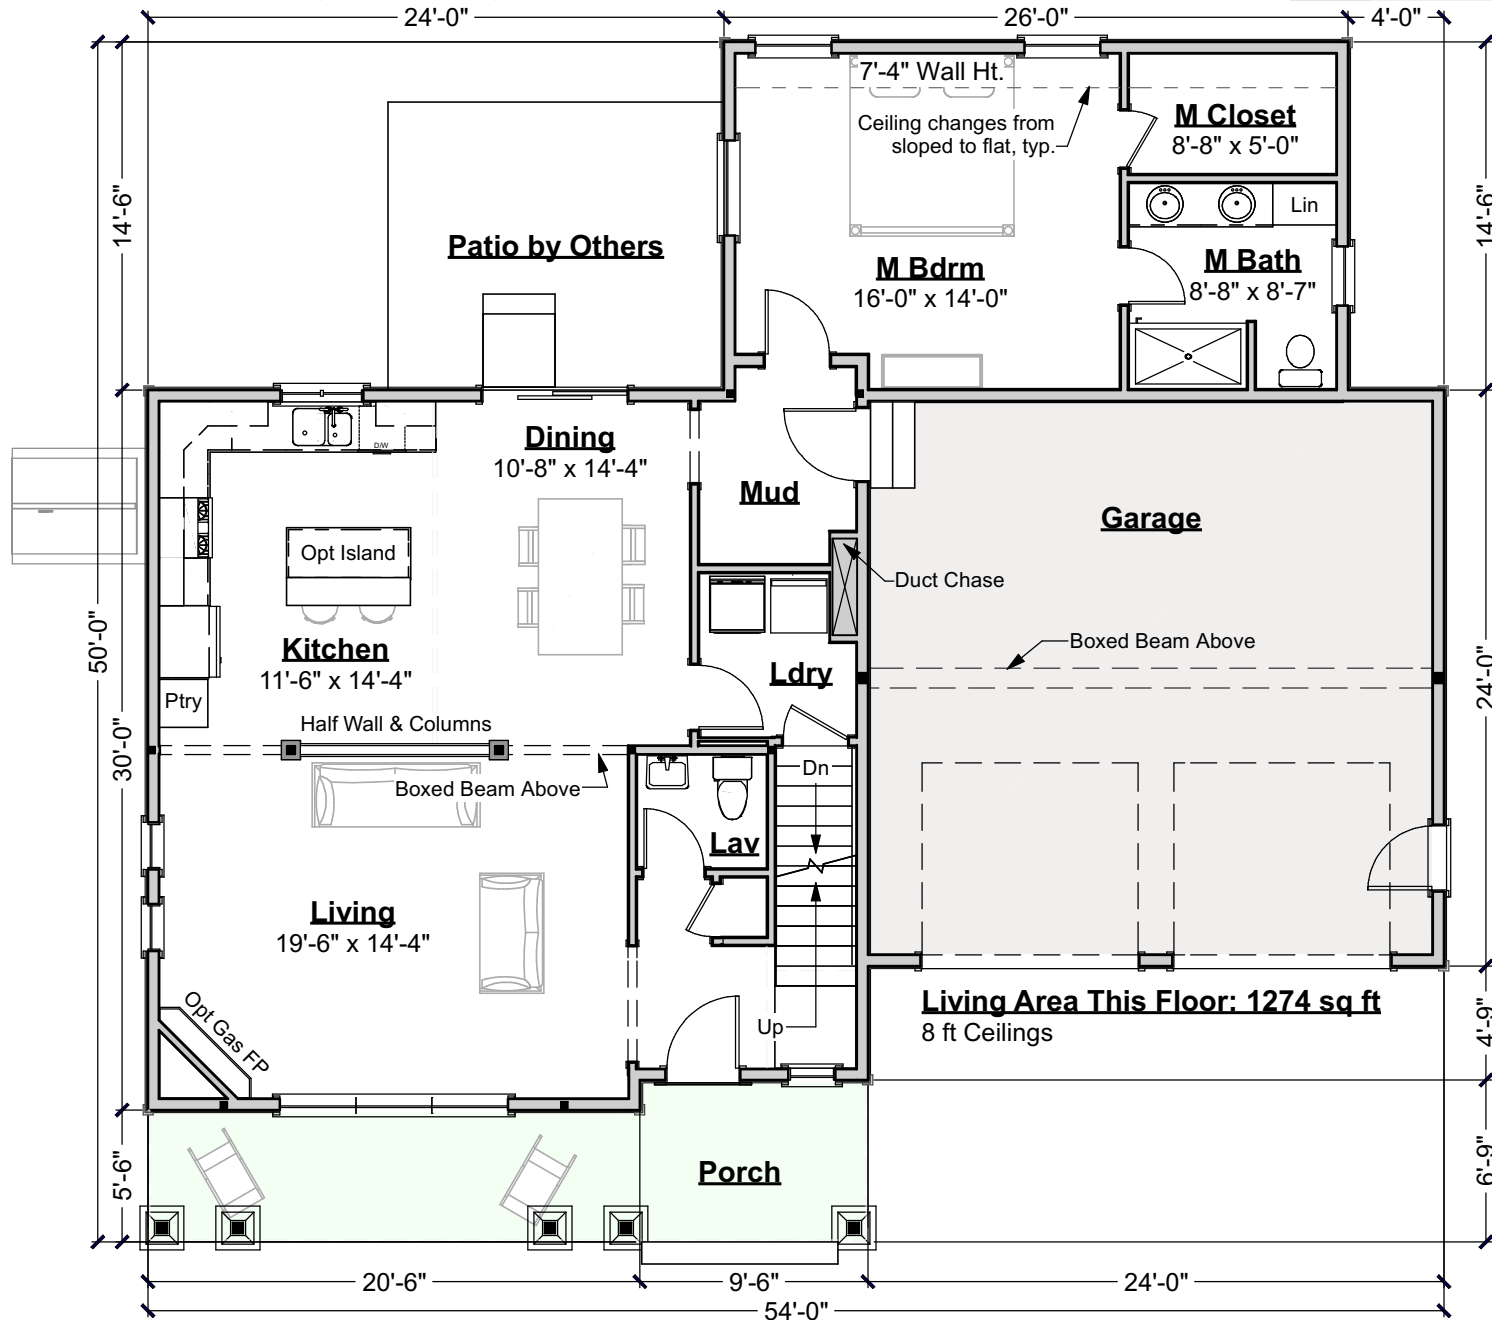 24'-0"
26'-0"
4'-0"
7'-4" Wall Ht.
Ceiling changes from
sloped to flat, typ.
M Closet
8'-8" x 5'-0"
14'-6"
14'-6"
Lin
Patio by Others
M Bdrm
16'-0" x 14'-0"
M Bath
8'-8" x 8'-7"
Dining
10'-8" x 14'-4"
D/W
Mud
Garage
Opt Island
Duct Chase
Kitchen
11'-6" x 14'-4"
Boxed Beam Above
50'-0"
Ldry
24'-0"
Ptry
Half Wall & Columns
30'-0"
Boxed Beam Above
Dn
Lav
Living
19'-6" x 14'-4"
Opt Gas FP
Up
Living Area This Floor: 1274 sq ft
8 ft Ceilings
4'-9"
5'-6"
Porch
6'-9"
20'-6"
9'-6"
24'-0"
54'-0"